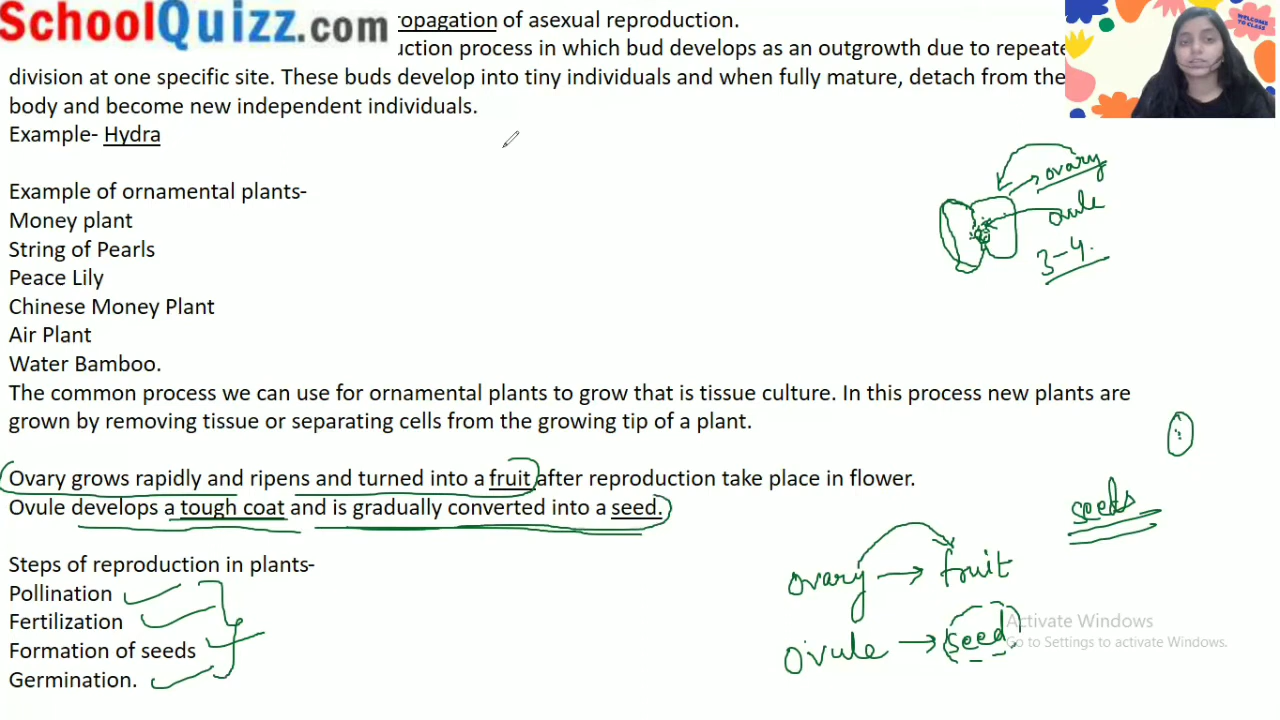 SchoolQuizz.com
opagation of asexual reproduction.
uction process in which bud develops as an outgrowth due to repeate
division at one specific site. These buds develop into tiny individuals and when fully mature, detach from the
body and become new independent individuals.
Example- Hydra
WELCOME TO CLASS
ovary
ovule
3-4.
Example of ornamental plants-
Money plant
String of Pearls
Peace Lily
Chinese Money Plant
Air Plant
Water Bamboo.
The common process we can use for ornamental plants to grow that is tissue culture. In this process new plants are
grown by removing tissue or separating cells from the growing tip of a plant.
Ovary grows rapidly and ripens and turned into a fruit after reproduction take place in flower.
Ovule develops a tough coat and is gradually converted into a seed.
seeds
Steps of reproduction in plants-
Pollination
Fertilization
Formation of seeds
Germination.
ovary → fruit
ovule → seed
Activate Windows
Go to Settings to activate Windows.